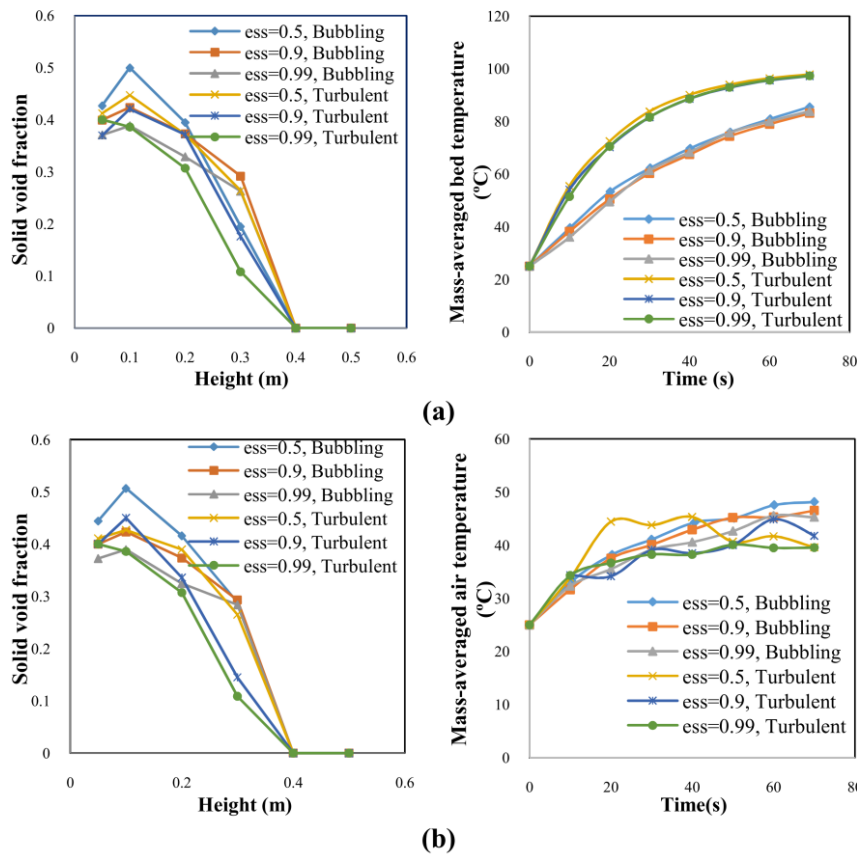 0.6
0.5
0.4
0.3
0.2
0.1
0
Solid void fraction
0
0.1
0.2
0.3
0.4
0.5
0.6
Height (m)
ess=0.5, Bubbling
ess=0.9, Bubbling
ess=0.99, Bubbling
ess=0.5, Turbulent
ess=0.9, Turbulent
ess=0.99, Turbulent
120
100
80
60
40
20
0
Mass-averaged bed temperature
(ºC)
0
20
40
60
80
Time (s)
ess=0.5, Bubbling
ess=0.9, Bubbling
ess=0.99, Bubbling
ess=0.5, Turbulent
ess=0.9, Turbulent
ess=0.99, Turbulent
(a)
0.6
0.5
0.4
0.3
0.2
0.1
0
Solid void fraction
0
0.2
0.4
0.6
Height (m)
ess=0.5, Bubbling
ess=0.9, Bubbling
ess=0.99, Bubbling
ess=0.5, Turbulent
ess=0.9, Turbulent
ess=0.99, Turbulent
60
50
40
30
20
10
0
Mass-averaged air temperature
(ºC)
0
20
40
60
80
Time(s)
ess=0.5, Bubbling
ess=0.9, Bubbling
ess=0.99, Bubbling
ess=0.5, Turbulent
ess=0.9, Turbulent
ess=0.99, Turbulent
(b)